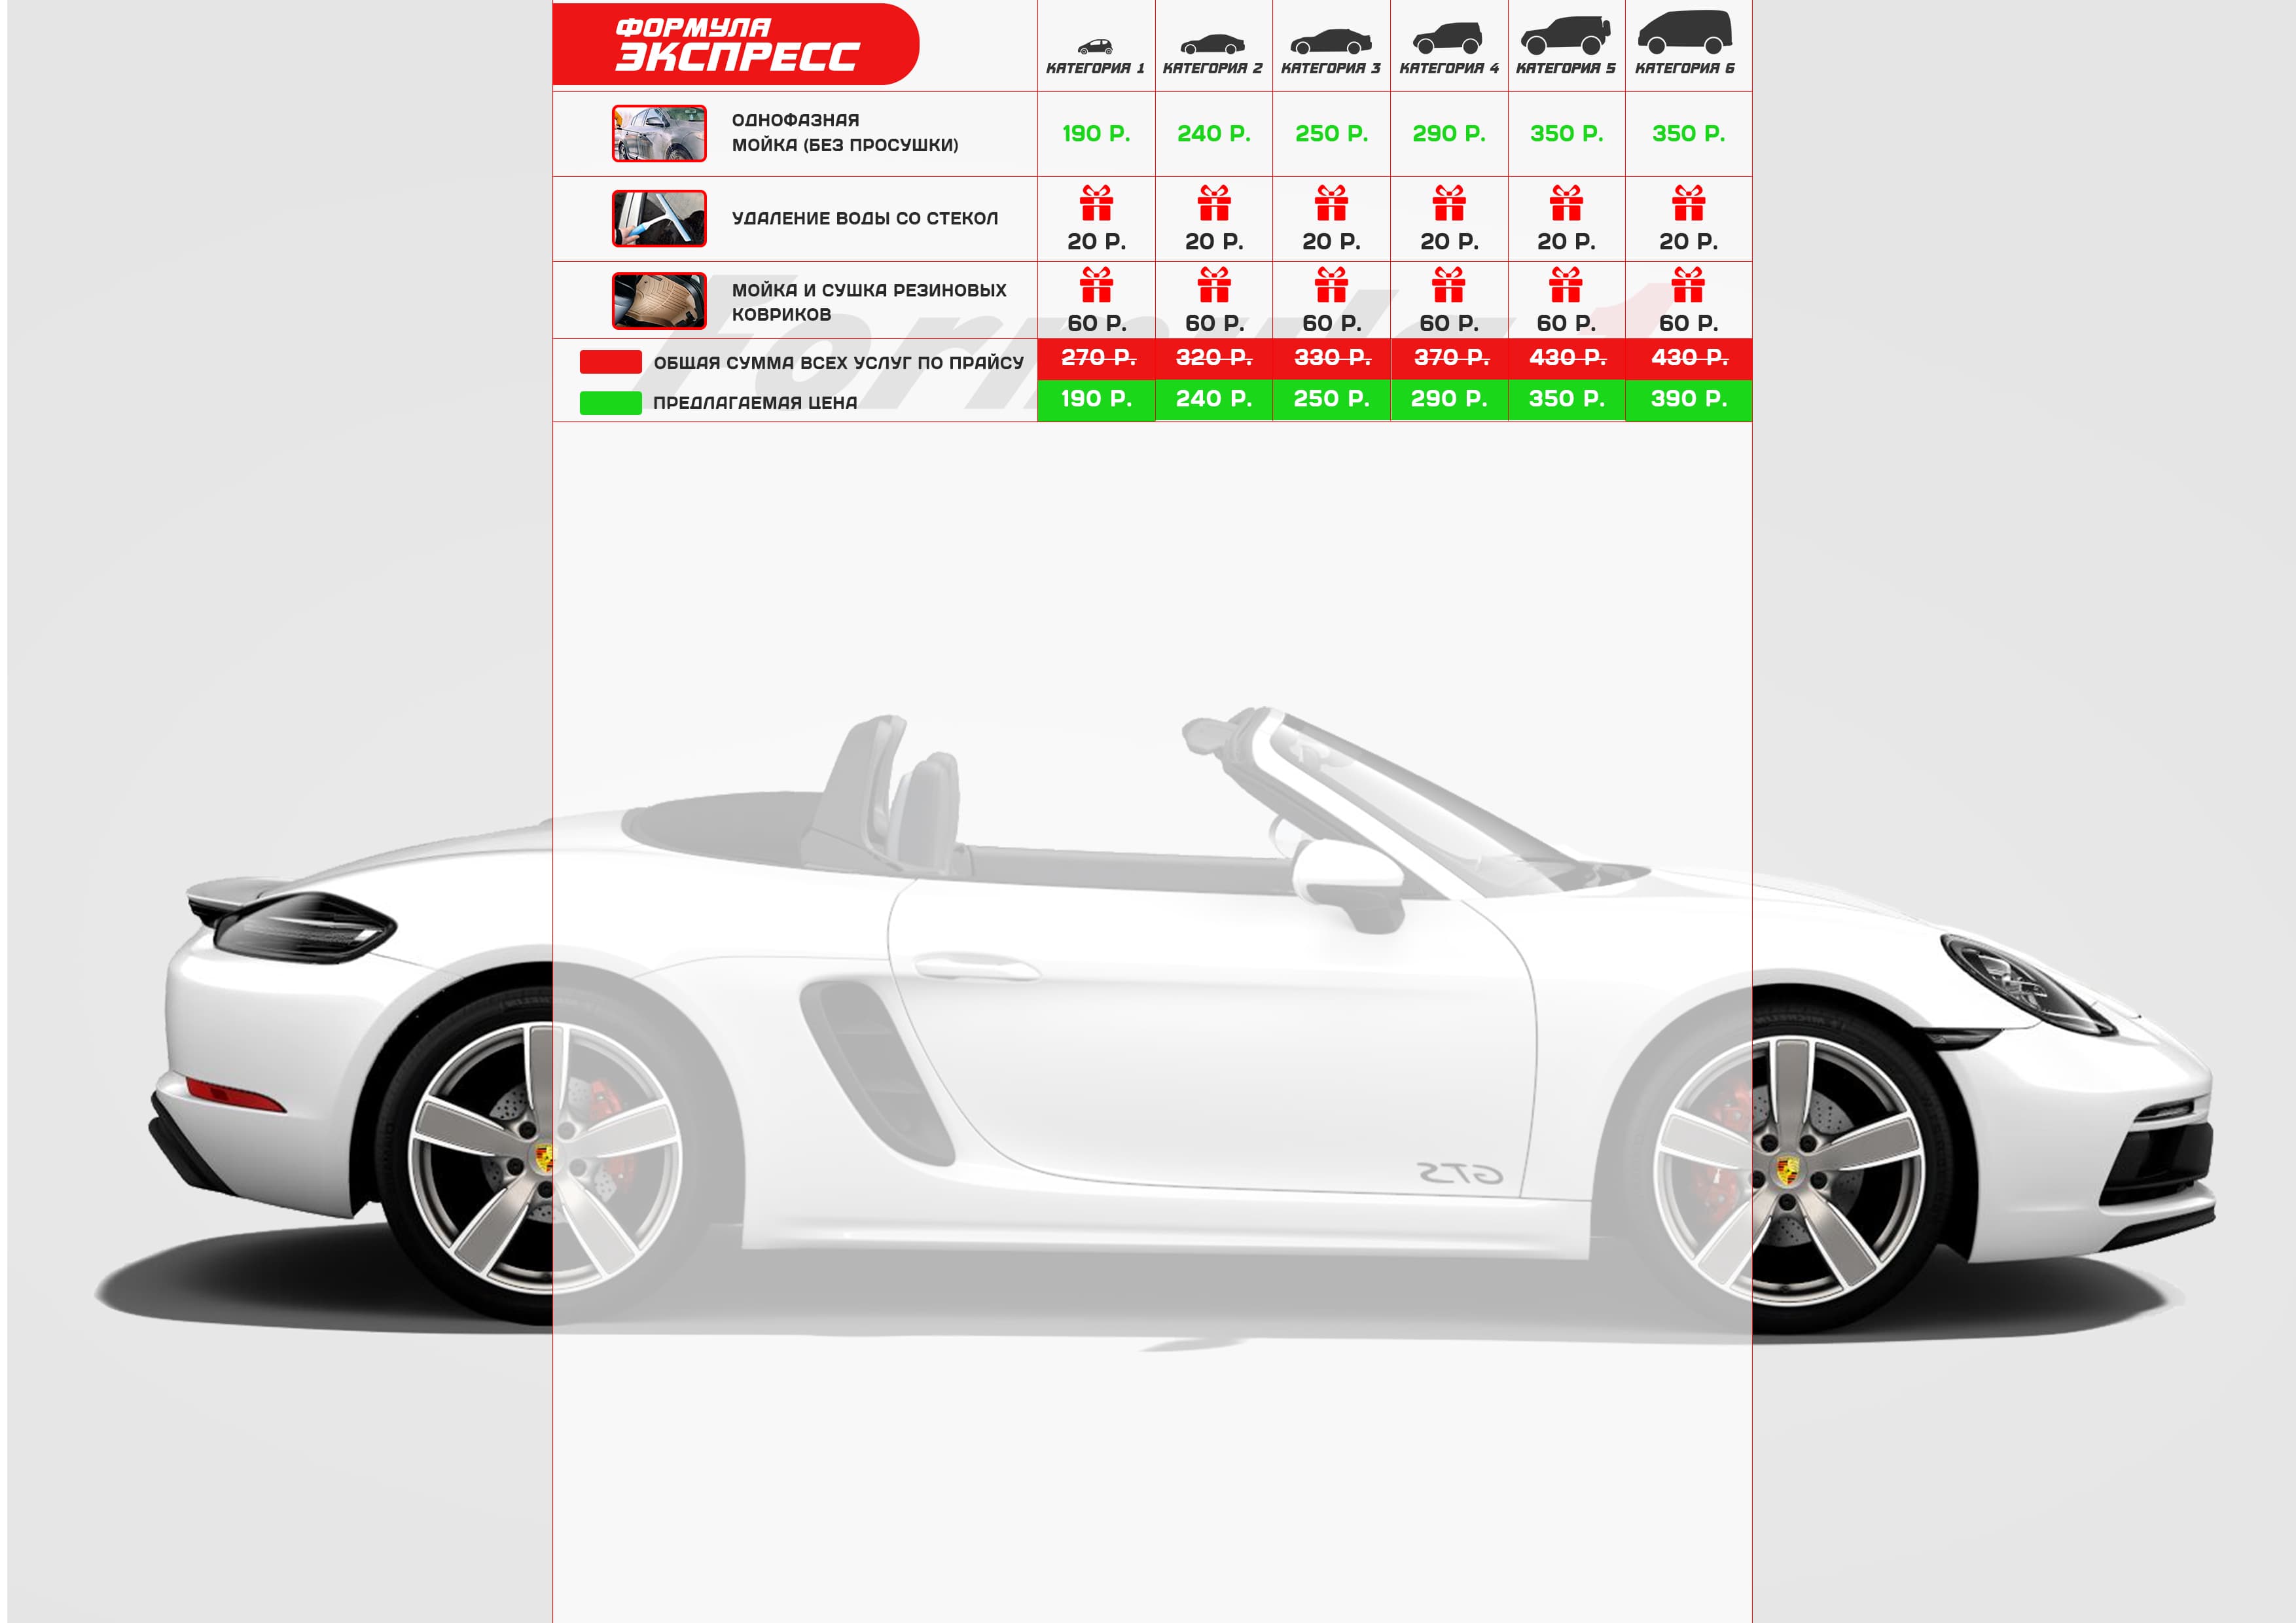 ФОРМУЛА
ЭКСПРЕСС
КАТЕГОРИЯ 1 КАТЕГОРИЯ 2 КАТЕГОРИЯ 3 КАТЕГОРИЯ 4 КАТЕГОРИЯ 5 КАТЕГОРИЯ 6
ОДНОФАЗНАЯ
МОЙКА (БЕЗ ПРОСУШКИ)
190 Р. 240 Р. 250 Р. 290 Р. 350 Р. 350 Р.
УДАЛЕНИЕ ВОДЫ СО СТЕКОЛ
20 Р. 20 Р. 20 Р. 20 Р. 20 Р. 20 Р.
МОЙКА И СУШКА РЕЗИНОВЫХ
КОВРИКОВ
60 Р. 60 Р. 60 Р. 60 Р. 60 Р. 60 Р.
Formula 1
ОБЩАЯ СУММА ВСЕХ УСЛУГ ПО ПРАЙСУ 270 Р. 320 Р. 330 Р. 370 Р. 430 Р. 430 Р.
ПРЕДЛАГАЕМАЯ ЦЕНА 190 Р. 240 Р. 250 Р. 290 Р. 350 Р. 390 Р.
GTS